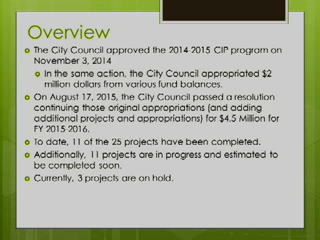 Overview
The City Council approved the 2014-2015 CIP program on
November 3, 2014
In the same action, the City Council appropriated $2
million dollars from various fund balances.
On August 17, 2015, the City Council passed a resolution
continuing those original appropriations (and adding
additional projects and appropriations) for $4.5 Million for
FY 2015-2016.
To date, 11 of the 25 projects have been completed.
Additionally, 11 projects are in progress and estimated to
be completed soon.
Currently, 3 projects are on hold.